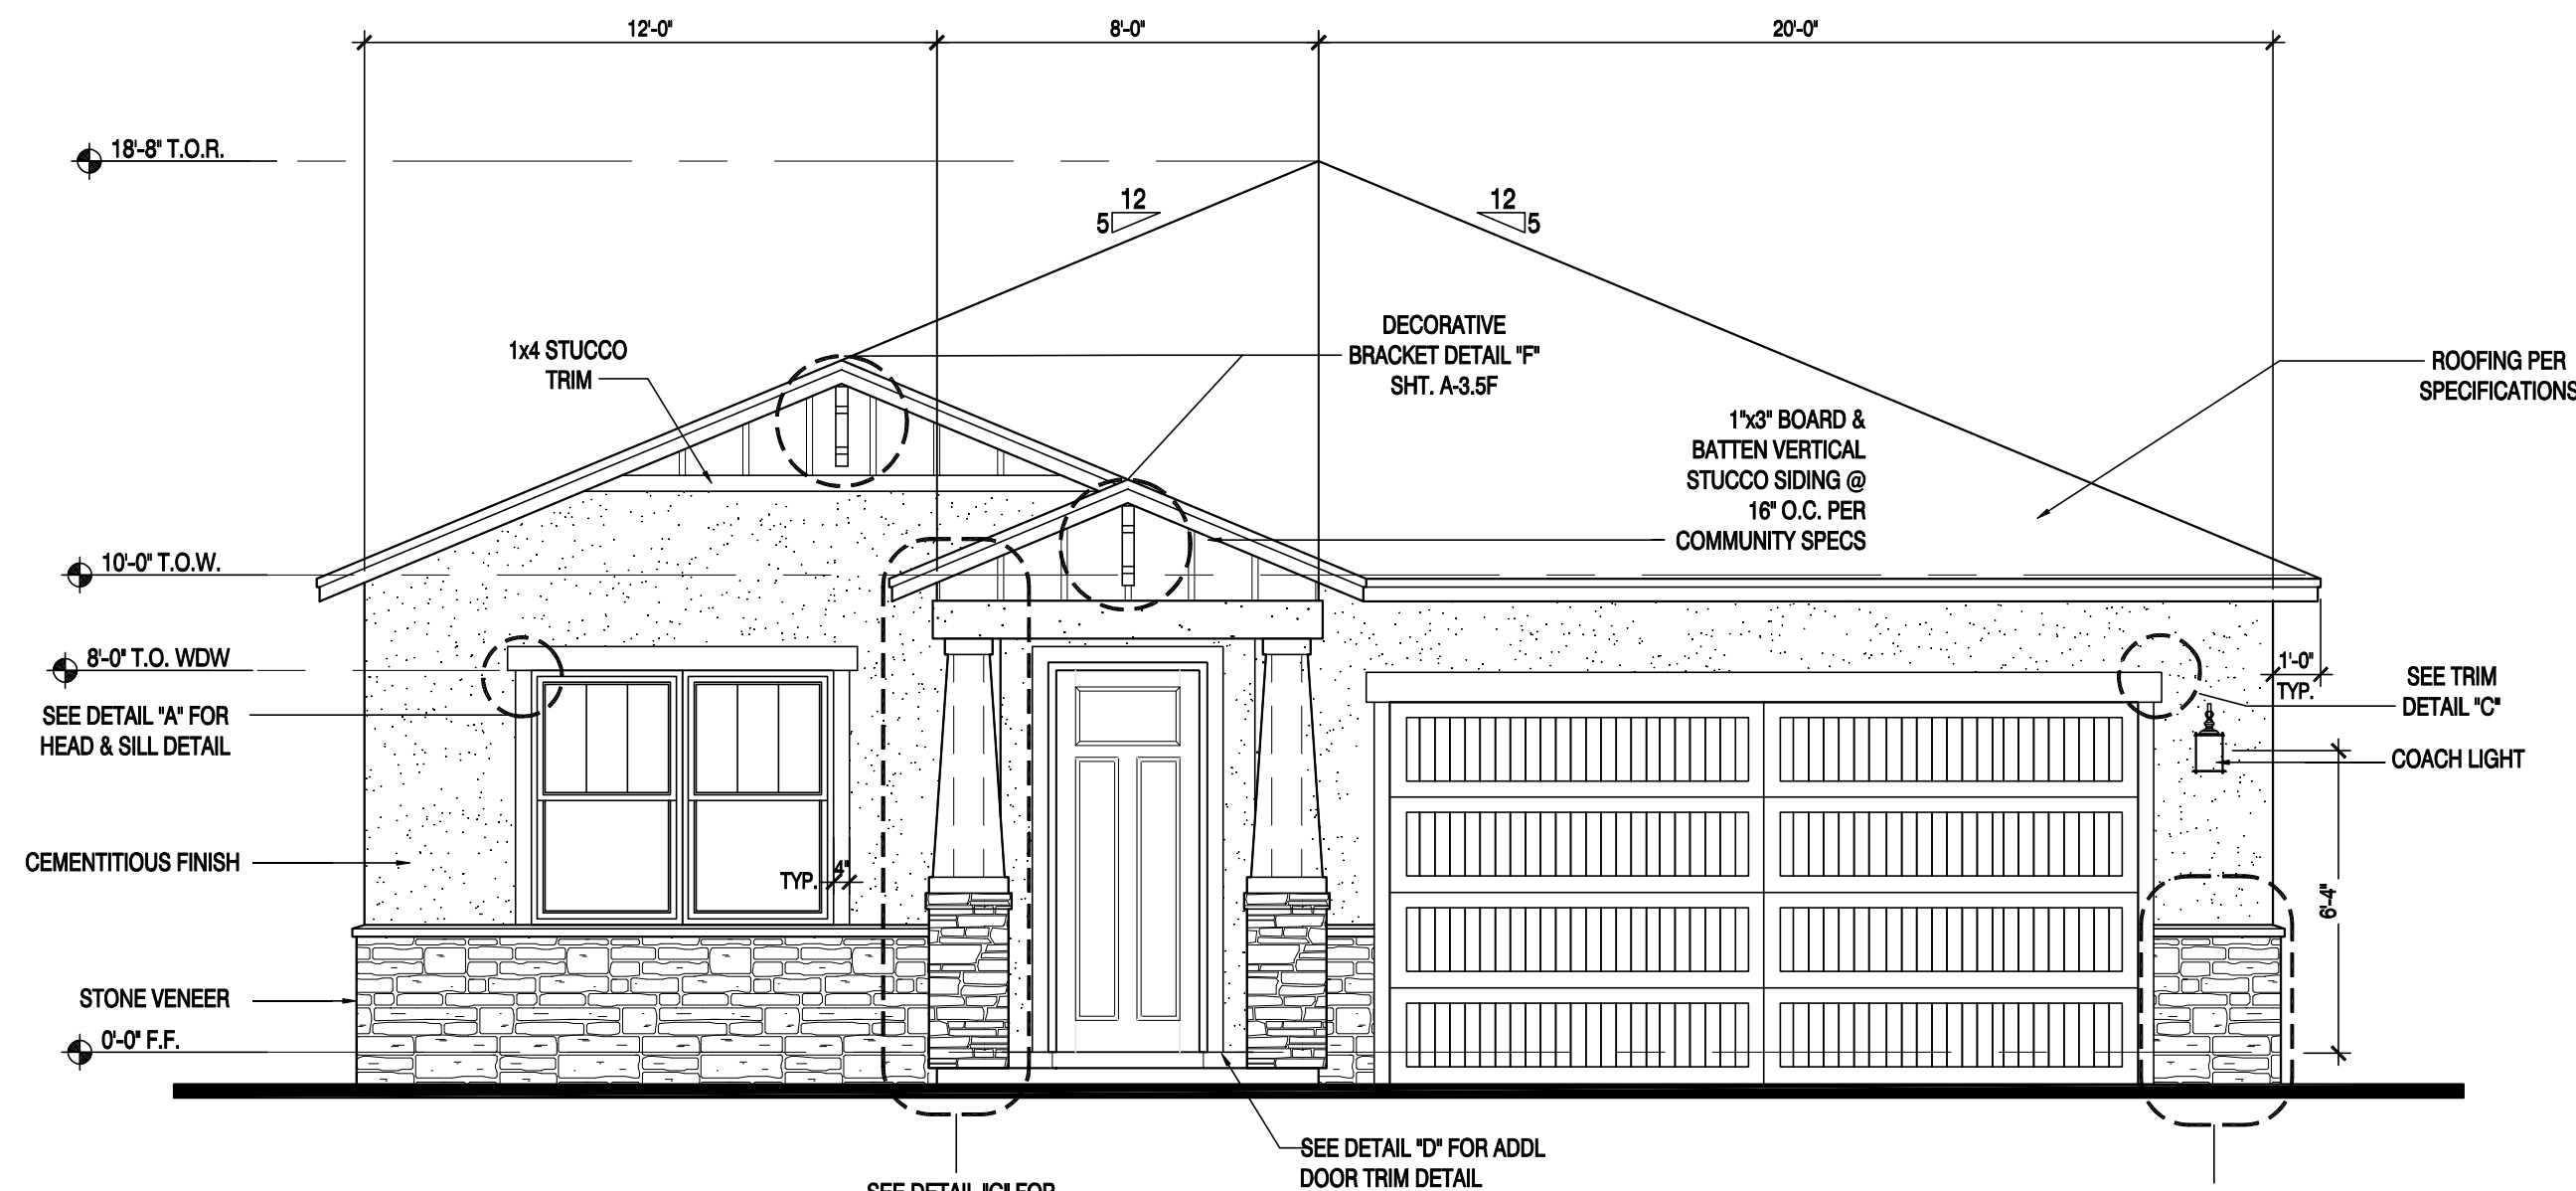 12'-0"
8'-0"
20'-0"
18'-8" T.O.R.
12
5
12
5
DECORATIVE
BRACKET DETAIL "F"
SHT. A-3.5F
1x4 STUCCO
TRIM
ROOFING PER
SPECIFICATIONS
1"x3" BOARD &
BATTEN VERTICAL
STUCCO SIDING @
16" O.C. PER
COMMUNITY SPECS
10'-0" T.O.W.
8'-0" T.O. WDW
1'-0"
TYP.
SEE TRIM
DETAIL "C"
SEE DETAIL "A" FOR
HEAD & SILL DETAIL
COACH LIGHT
CEMENTITIOUS FINISH
4"
TYP.
6'-4"
STONE VENEER
0'-0" F.F.
SEE DETAIL "D" FOR ADDL
DOOR TRIM DETAIL
SEE DETAIL "G" FOR